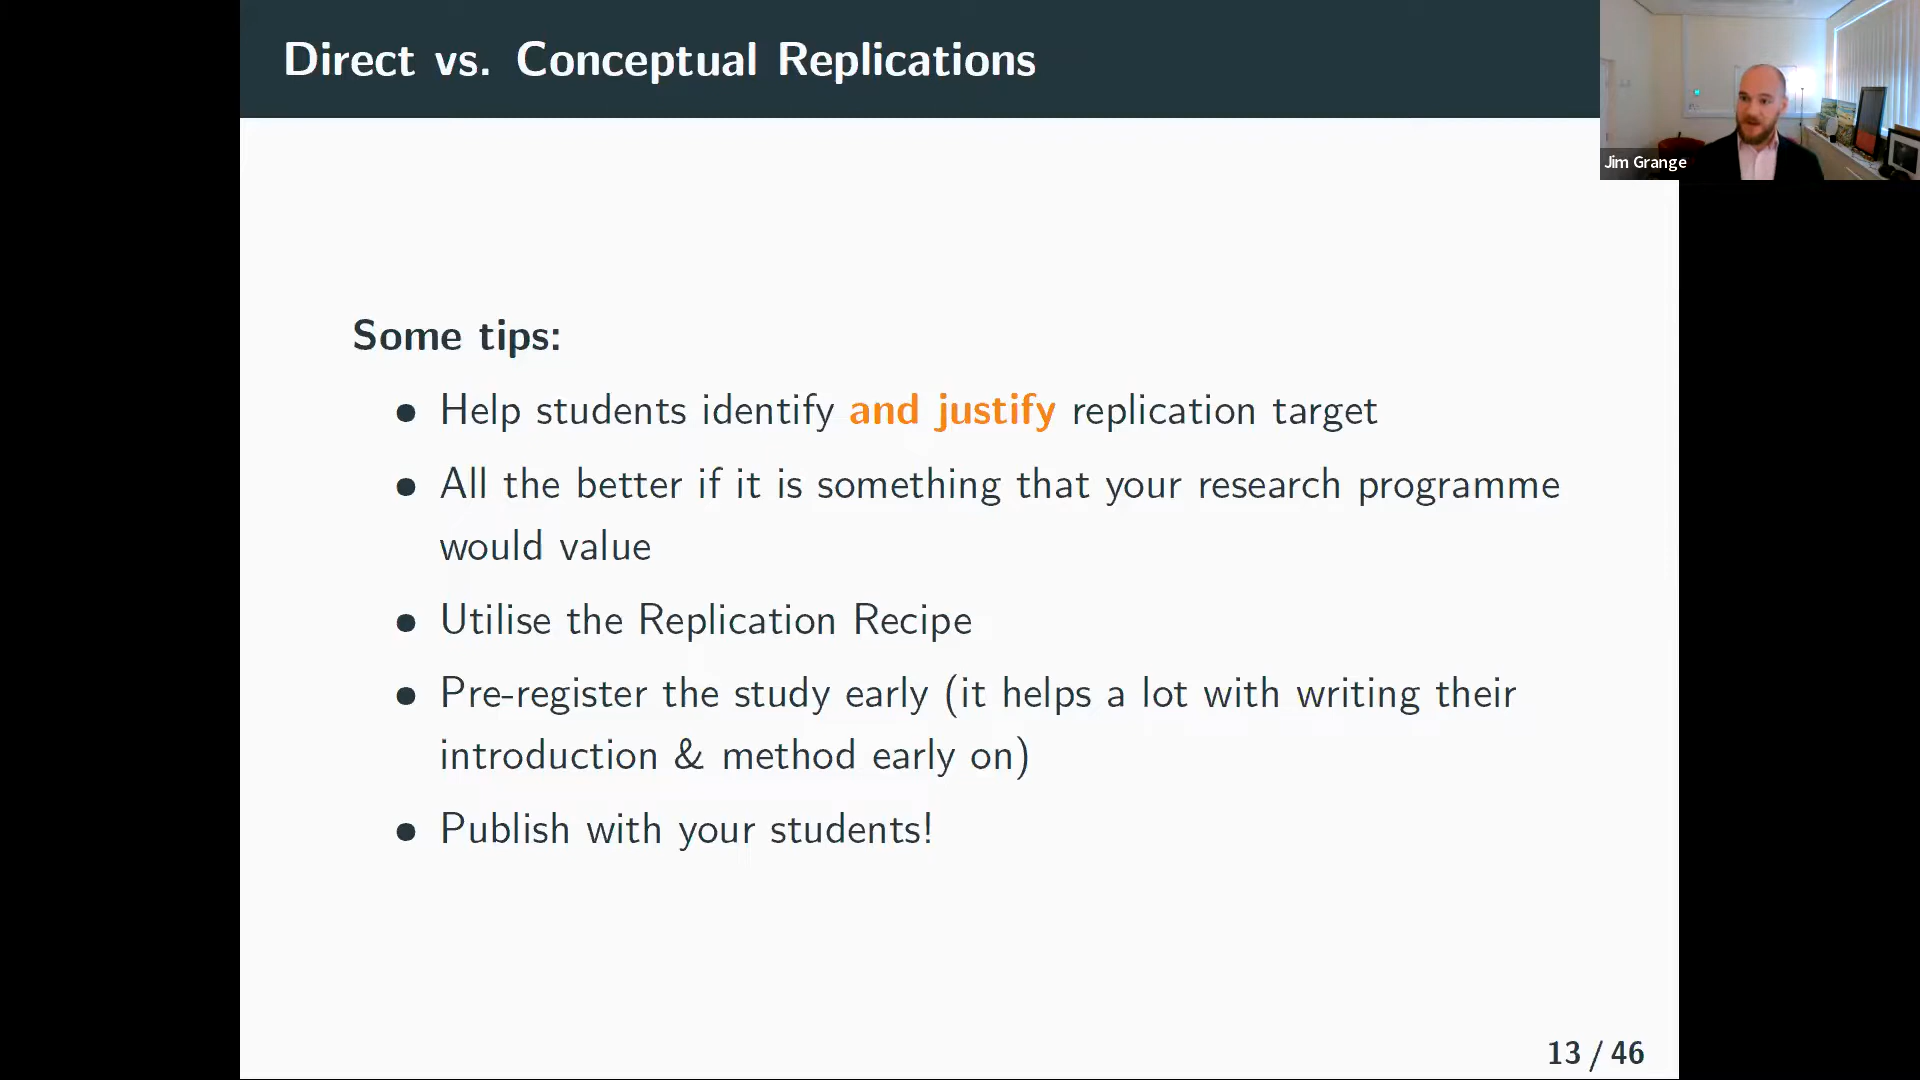 Direct vs. Conceptual Replications
Jim Grange
Some tips:
• Help students identify and justify replication target
• All the better if it is something that your research programme
would value
• Utilise the Replication Recipe
• Pre-register the study early (it helps a lot with writing their
introduction & method early on)
• Publish with your students!
13 / 46